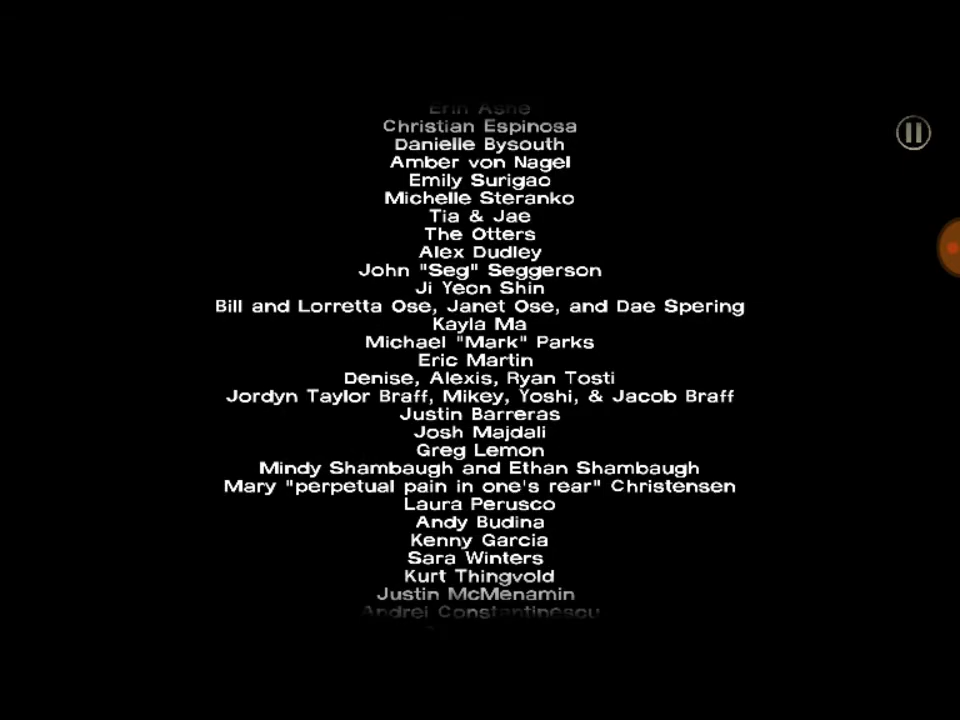 Erin Ashe
Christian Espinosa
Danielle Bysouth
Amber von Nagel
Emily Surigao
Michelle Steranko
Tia & Jae
The Otters
Alex Dudley
John "Seg" Seggerson
Ji Yeon Shin
Bill and Lorretta Ose, Janet Ose, and Dae Spering
Kayla Ma
Michael "Mark" Parks
Eric Martin
Denise, Alexis, Ryan Tosti
Jordyn Taylor Braff, Mikey, Yoshi, & Jacob Braff
Justin Barreras
Josh Majdali
Greg Lemon
Mindy Shambaugh and Ethan Shambaugh
Mary "perpetual pain in one's rear" Christensen
Laura Perusco
Andy Budina
Kenny Garcia
Sara Winters
Kurt Thingvold
Justin McMenamin
Andrei Constantinescu